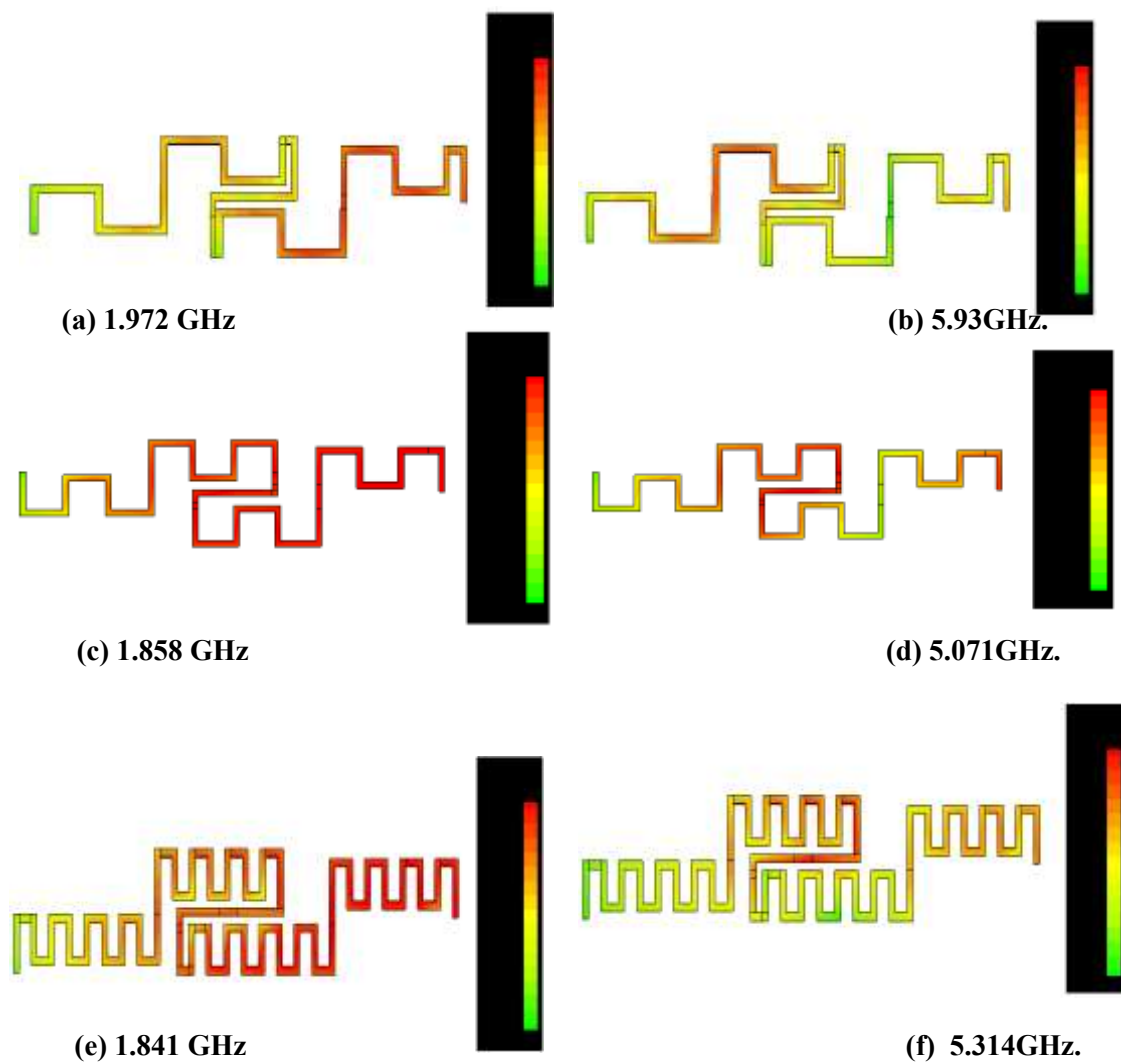 (a) 1.972 GHz
(b) 5.93GHz.
(c) 1.858 GHz
(d) 5.071GHz.
(e) 1.841 GHz
(f) 5.314GHz.